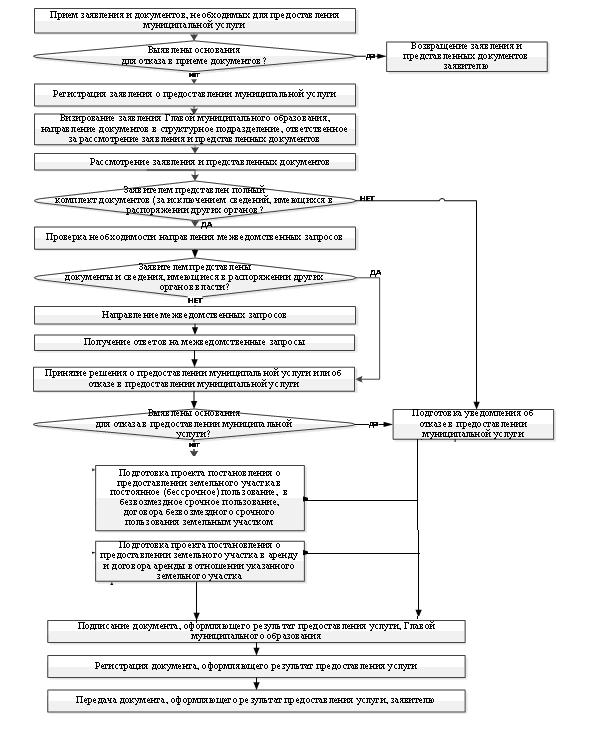 Прием заявления и документов, необходимых для предоставления
муниципальной услуги
Выявлены основания
для отказа в приеме документов?
да
Возвращение заявления и
представленных документов
заявителю
нет
Регистрация заявления о предоставлении муниципальной услуги
Визирование заявления Главой муниципального образования,
направление документов в структурное подразделение, ответственное
за рассмотрение заявления и представленных документов
Рассмотрение заявления и представленных документов
Заявителем представлен полный
комплект документов (за исключением сведений, имеющихся в
распоряжении других органов?
НЕТ
ДА
Проверка необходимости направления межведомственных запросов
Заявителем представлены
документы и сведения, имеющиеся в распоряжении других
органов власти?
ДА
НЕТ
Направление межведомственных запросов
Получение ответов на межведомственные запросы
Принятие решения о предоставлении муниципальной услуги или об
отказе в предоставлении муниципальной услуги
Выявлены основания
для отказа в предоставлении муниципальной
услуги?
да
Подготовка уведомления об
отказе в предоставлении
муниципальной услуги
нет
Подготовка проекта постановления о
предоставлении земельного участка в
постоянное (бессрочное) пользование, в
безвозмездное срочное пользование,
договора безвозмездного срочного
пользования земельным участком
Подготовка проекта постановления о
предоставлении земельного участка в аренду
и договора аренды в отношении указанного
земельного участка
Подписание документа, оформляющего результат предоставления услуги, Главой
муниципального образования
Регистрация документа, оформляющего результат предоставления услуги
Передача документа, оформляющего результат предоставления услуги, заявителю